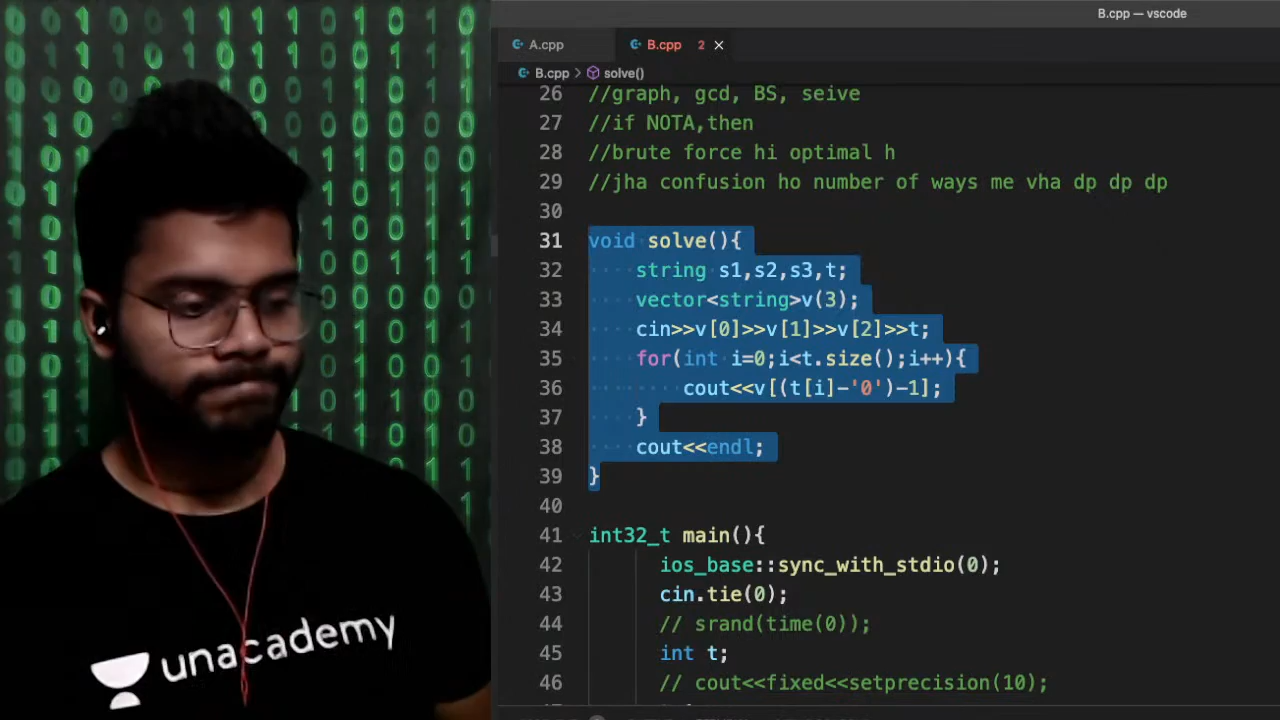 B.cpp — vscode
A.cpp
B.cpp 2
B.cpp > solve()
26 //graph, gcd, BS, seive
27 //if NOTA,then
28 //brute force hi optimal h
29 //jha confusion ho number of ways me vha dp dp dp
30
31 void solve(){
32 string s1,s2,s3,t;
33 vector<string>v(3);
34 cin>>v[0]>>v[1]>>v[2]>>t;
35 for(int i=0;i<t.size();i++){
36 cout<<v[(t[i]-'0')-1];
37 }
38 cout<<endl;
39 }
40
41 int32_t main(){
42 ios_base::sync_with_stdio(0);
43 cin.tie(0);
44 // srand(time(0));
45 int t;
46 // cout<<fixed<<setprecision(10);
unacademy